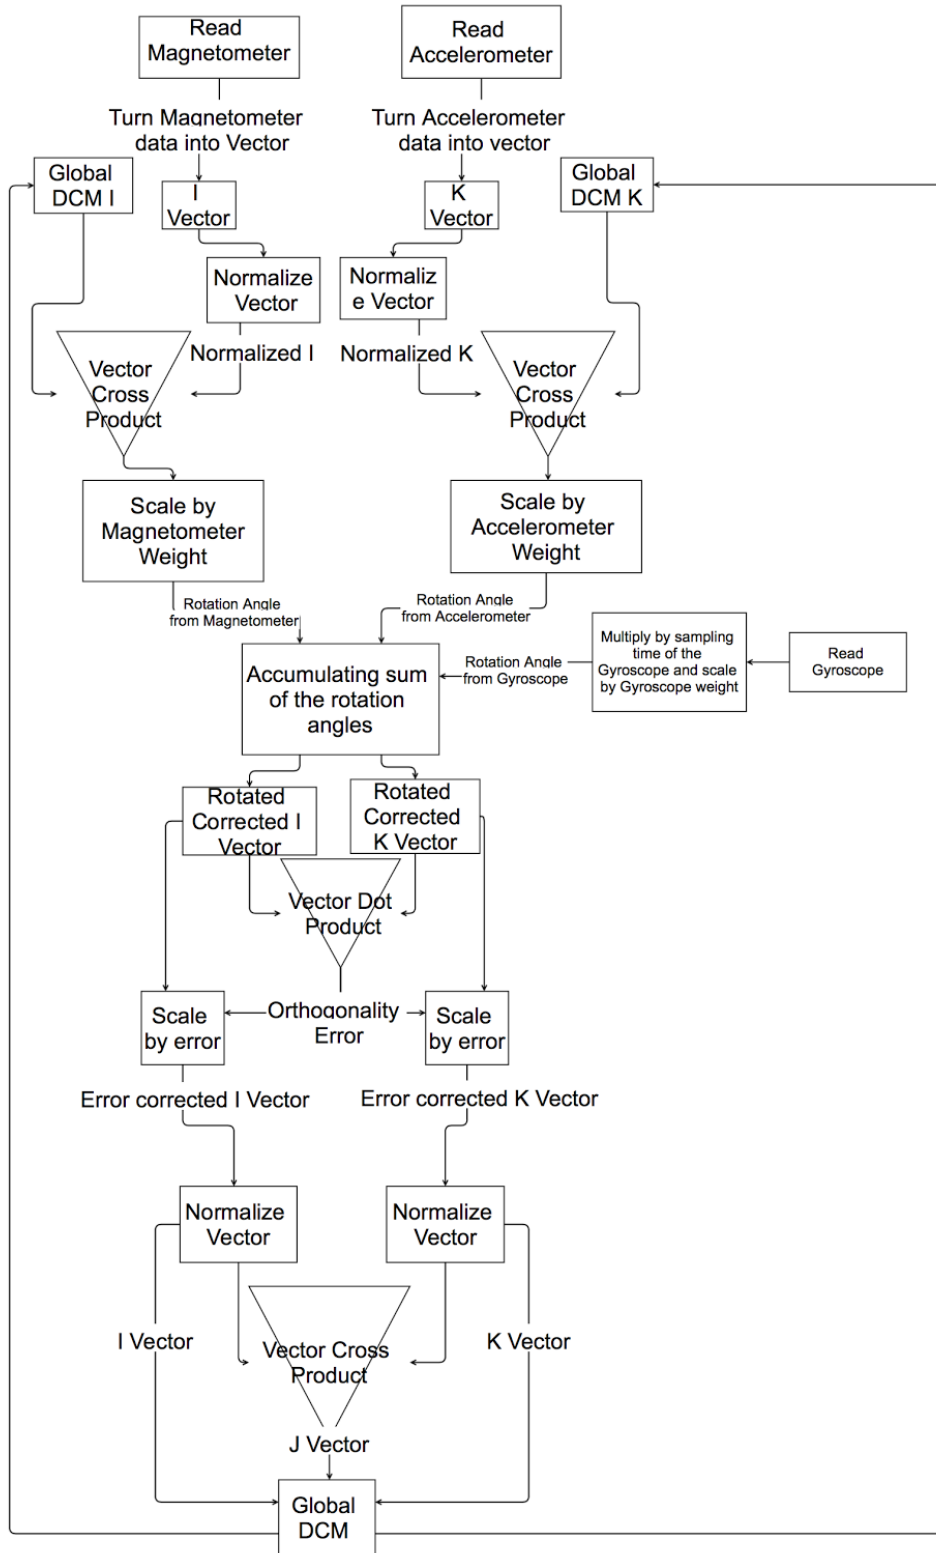 Read
Magnetometer
Read
Accelerometer
Turn Magnetometer
data into Vector
Turn Accelerometer
data into vector
Global
DCM I
I
Vector
K
Vector
Global
DCM K
Normalize
Vector
Normaliz
e Vector
Normalized I
Normalized K
Vector
Cross
Product
Vector
Cross
Product
Scale by
Magnetometer
Weight
Scale by
Accelerometer
Weight
Rotation Angle
from Magnetometer
Rotation Angle
from Accelerometer
Accumulating sum
of the rotation
angles
Rotation Angle
from Gyroscope
Multiply by sampling
time of the
Gyroscope and scale
by Gyroscope weight
Read
Gyroscope
Rotated
Corrected I
Vector
Rotated
Corrected
K Vector
Vector Dot
Product
Scale
by error
Orthogonality
Error
Scale
by error
Error corrected I Vector
Error corrected K Vector
Normalize
Vector
Normalize
Vector
I Vector
Vector Cross
Product
K Vector
J Vector
Global
DCM